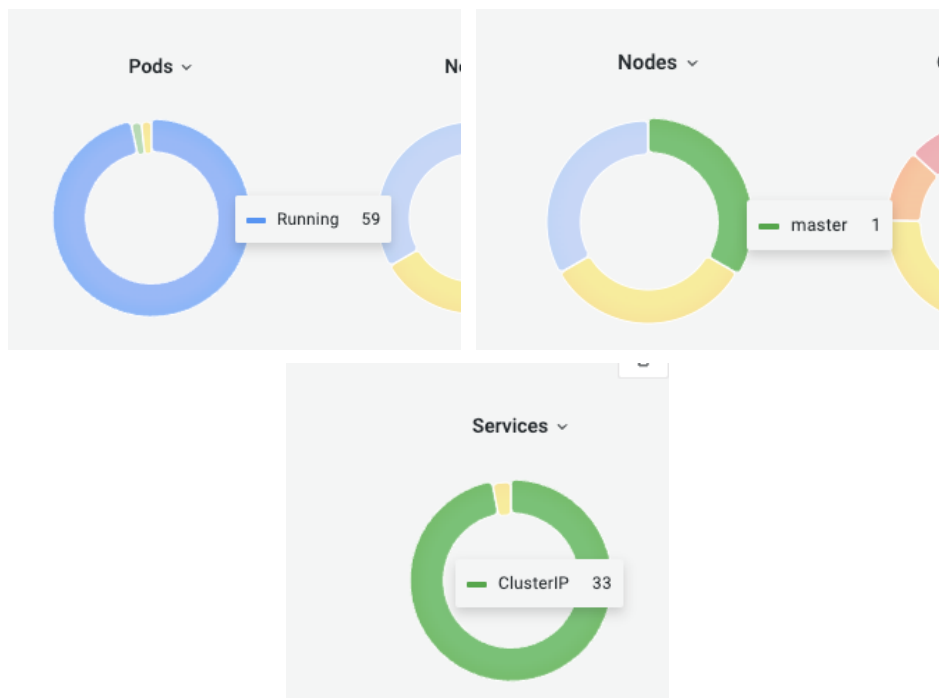 Pods
Running 59
Nodes
master 1
Services
ClusterIP 33